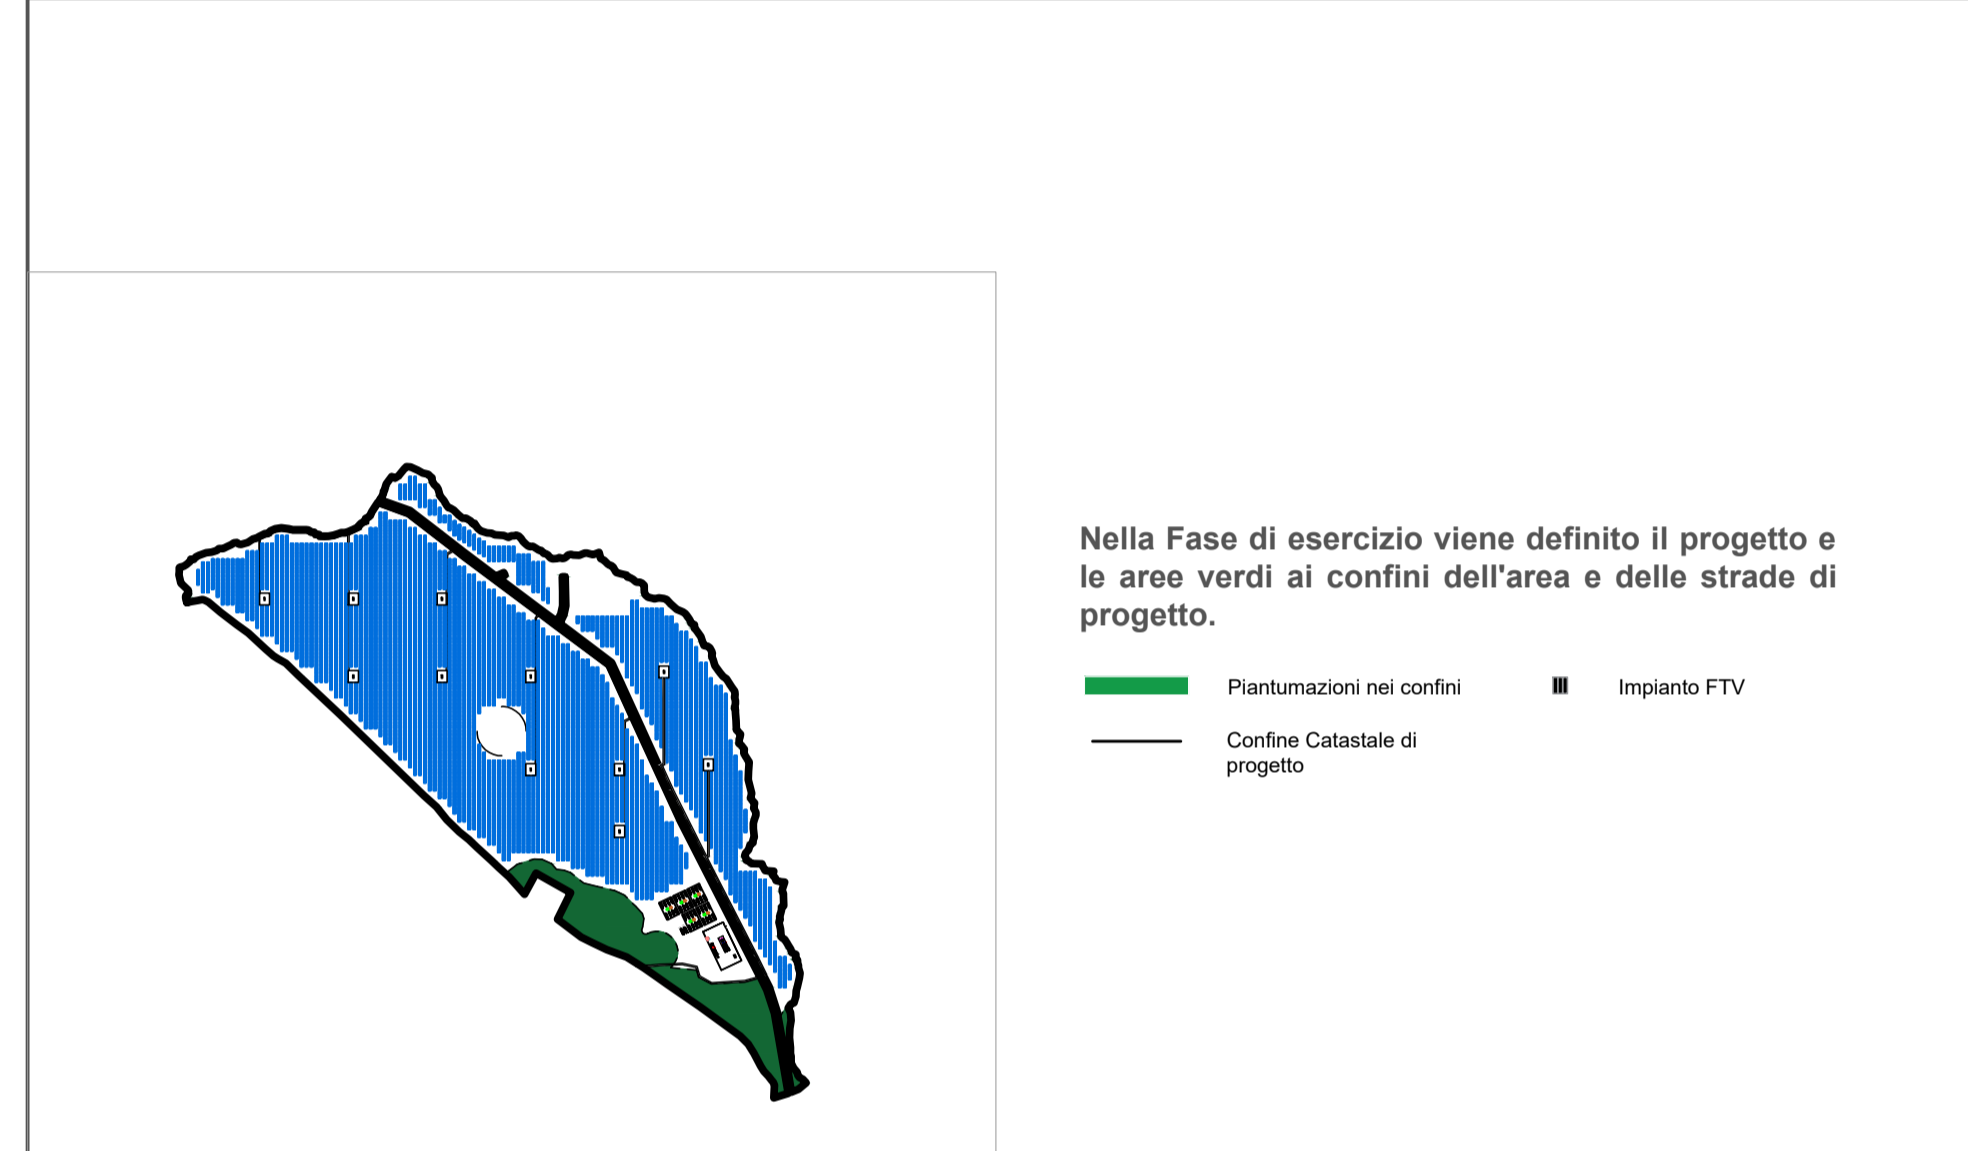 Nella Fase di esercizio viene definito il progetto e
le aree verdi ai confini dell'area e delle strade di
progetto.
Piantumazioni nei confini
Impianto FTV
Confine Catastale di
progetto